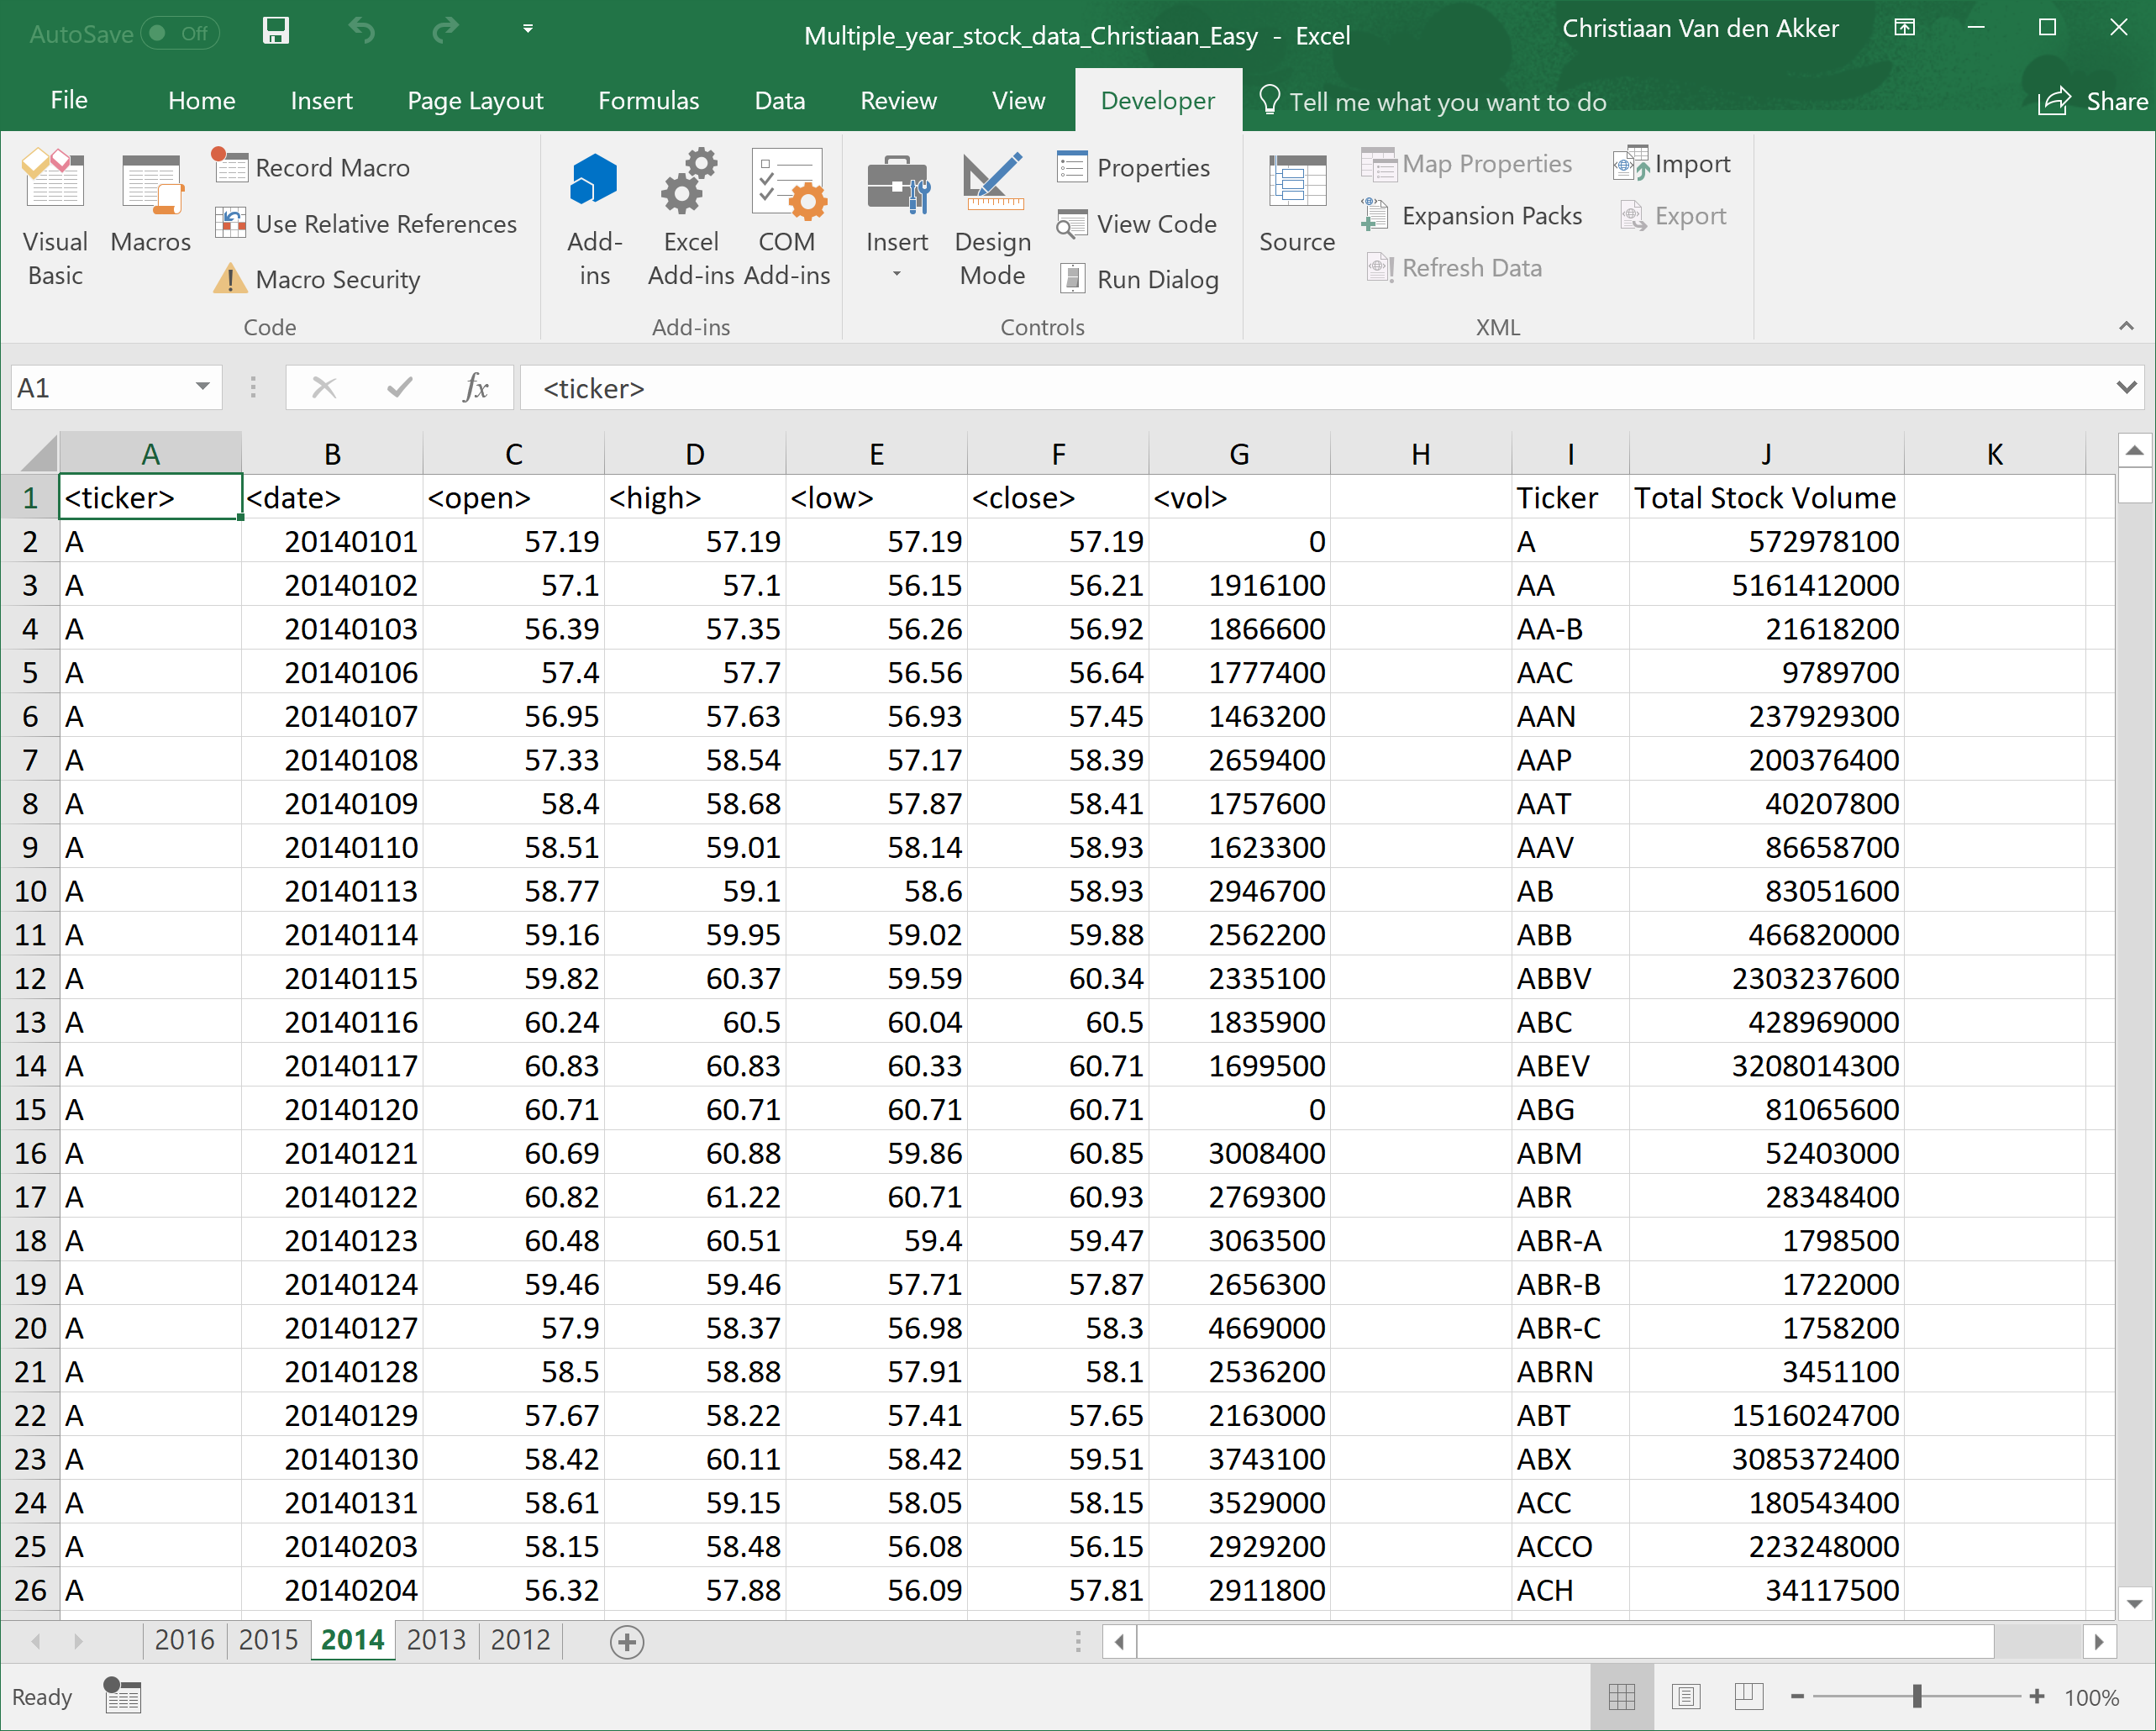 AutoSave Off
Multiple_year_stock_data_Christiaan_Easy - Excel
Christiaan Van den Akker
File Home Insert Page Layout Formulas Data Review View Developer Tell me what you want to do Share
Visual Basic
Macros
Record Macro
Use Relative References
Macro Security
Code
Add-ins
Excel Add-ins
COM Add-ins
Add-ins
Insert
Design Mode
Properties
View Code
Run Dialog
Controls
Source
Map Properties
Expansion Packs
Refresh Data
Import
Export
XML
A1 fx <ticker>
A B C D E F G H I J K
1 <ticker> <date> <open> <high> <low> <close> <vol> Ticker Total Stock Volume
2 A 20140101 57.19 57.19 57.19 57.19 0 A 572978100
3 A 20140102 57.1 57.1 56.15 56.21 1916100 AA 5161412000
4 A 20140103 56.39 57.35 56.26 56.92 1866600 AA-B 21618200
5 A 20140106 57.4 57.7 56.56 56.64 1777400 AAC 9789700
6 A 20140107 56.95 57.63 56.93 57.45 1463200 AAN 237929300
7 A 20140108 57.33 58.54 57.17 58.39 2659400 AAP 200376400
8 A 20140109 58.4 58.68 57.87 58.41 1757600 AAT 40207800
9 A 20140110 58.51 59.01 58.14 58.93 1623300 AAV 86658700
10 A 20140113 58.77 59.1 58.6 58.93 2946700 AB 83051600
11 A 20140114 59.16 59.95 59.02 59.88 2562200 ABB 466820000
12 A 20140115 59.82 60.37 59.59 60.34 2335100 ABBV 2303237600
13 A 20140116 60.24 60.5 60.04 60.5 1835900 ABC 428969000
14 A 20140117 60.83 60.83 60.33 60.71 1699500 ABEV 3208014300
15 A 20140120 60.71 60.71 60.71 60.71 0 ABG 81065600
16 A 20140121 60.69 60.88 59.86 60.85 3008400 ABM 52403000
17 A 20140122 60.82 61.22 60.71 60.93 2769300 ABR 28348400
18 A 20140123 60.48 60.51 59.4 59.47 3063500 ABR-A 1798500
19 A 20140124 59.46 59.46 57.71 57.87 2656300 ABR-B 1722000
20 A 20140127 57.9 58.37 56.98 58.3 4669000 ABR-C 1758200
21 A 20140128 58.5 58.88 57.91 58.1 2536200 ABRN 3451100
22 A 20140129 57.67 58.22 57.41 57.65 2163000 ABT 1516024700
23 A 20140130 58.42 60.11 58.42 59.51 3743100 ABX 3085372400
24 A 20140131 58.61 59.15 58.05 58.15 3529000 ACC 180543400
25 A 20140203 58.15 58.48 56.08 56.15 2929200 ACCO 223248000
26 A 20140204 56.32 57.88 56.09 57.81 2911800 ACH 34117500
2016 2015 2014 2013 2012
Ready 100%